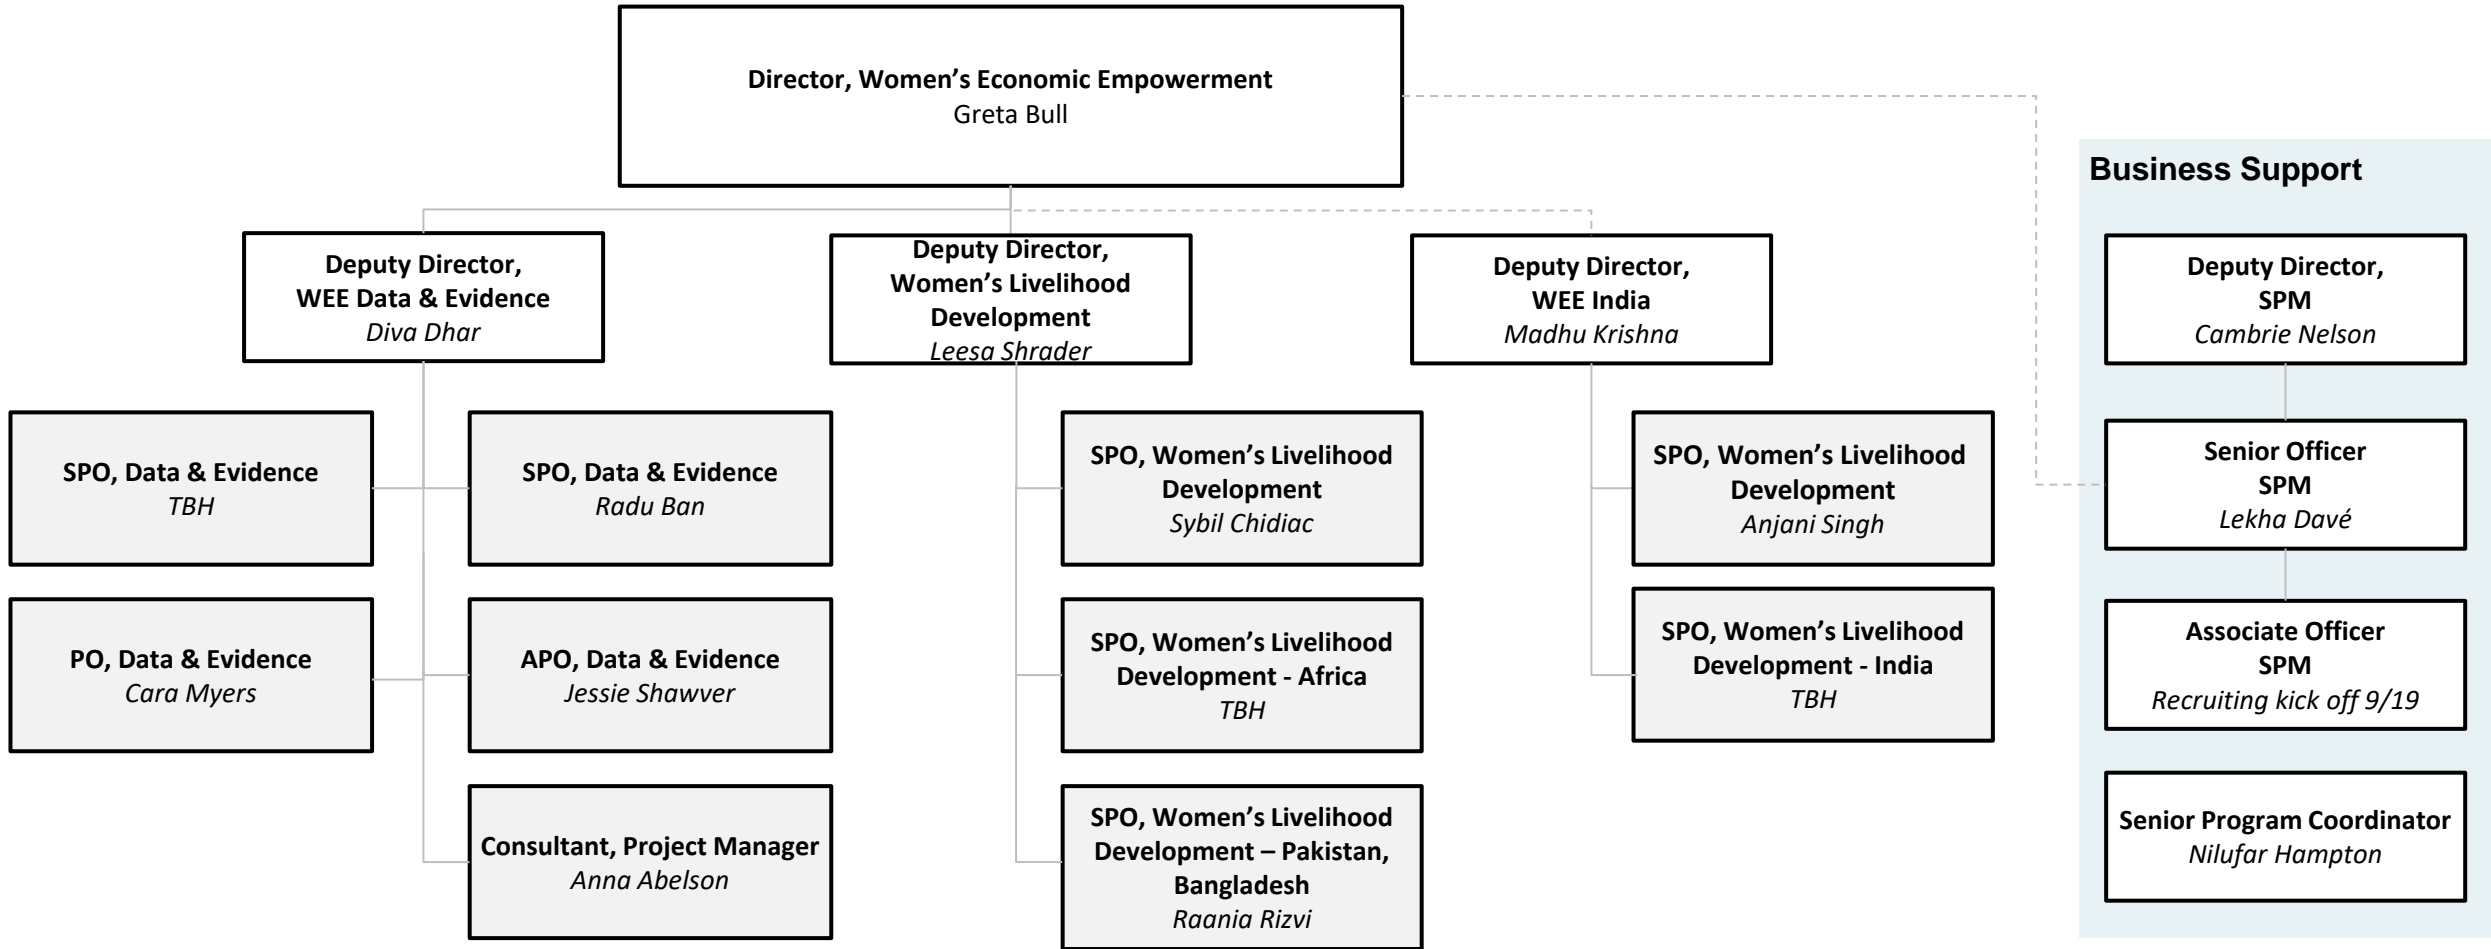 Director, Women’s Economic Empowerment
Greta Bull
Business Support
Deputy Director,
WEE Data & Evidence
Diva Dhar
Deputy Director,
Women’s Livelihood
Development
Leesa Shrader
Deputy Director,
WEE India
Madhu Krishna
Deputy Director,
SPM
Cambrie Nelson
SPO, Data & Evidence
TBH
SPO, Data & Evidence
Radu Ban
SPO, Women’s Livelihood
Development
Sybil Chidiac
SPO, Women’s Livelihood
Development
Anjani Singh
Senior Officer
SPM
Lekha Davé
PO, Data & Evidence
Cara Myers
APO, Data & Evidence
Jessie Shawver
SPO, Women’s Livelihood
Development - Africa
TBH
SPO, Women’s Livelihood
Development - India
TBH
Associate Officer
SPM
Recruiting kick off 9/19
Consultant, Project Manager
Anna Abelson
SPO, Women’s Livelihood
Development – Pakistan,
Bangladesh
Raania Rizvi
Senior Program Coordinator
Nilufar Hampton